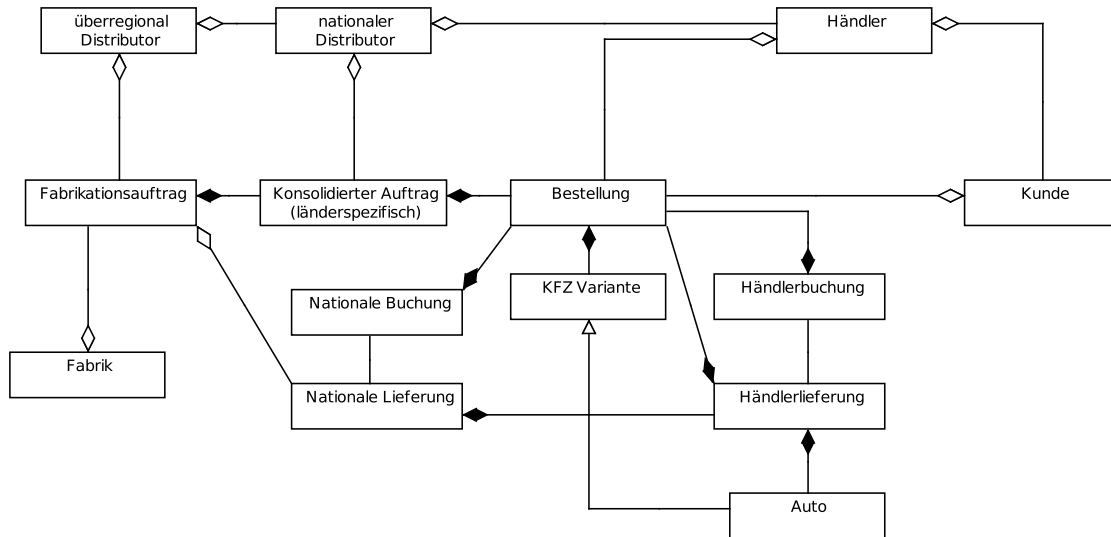 überregional
Distributor
nationaler
Distributor
Händler
Fabrikationsauftrag
Konsolidierter Auftrag
(länderspezifisch)
Bestellung
Kunde
Nationale Buchung
KFZ Variante
Händlerbuchung
Fabrik
Nationale Lieferung
Händlerlieferung
Auto